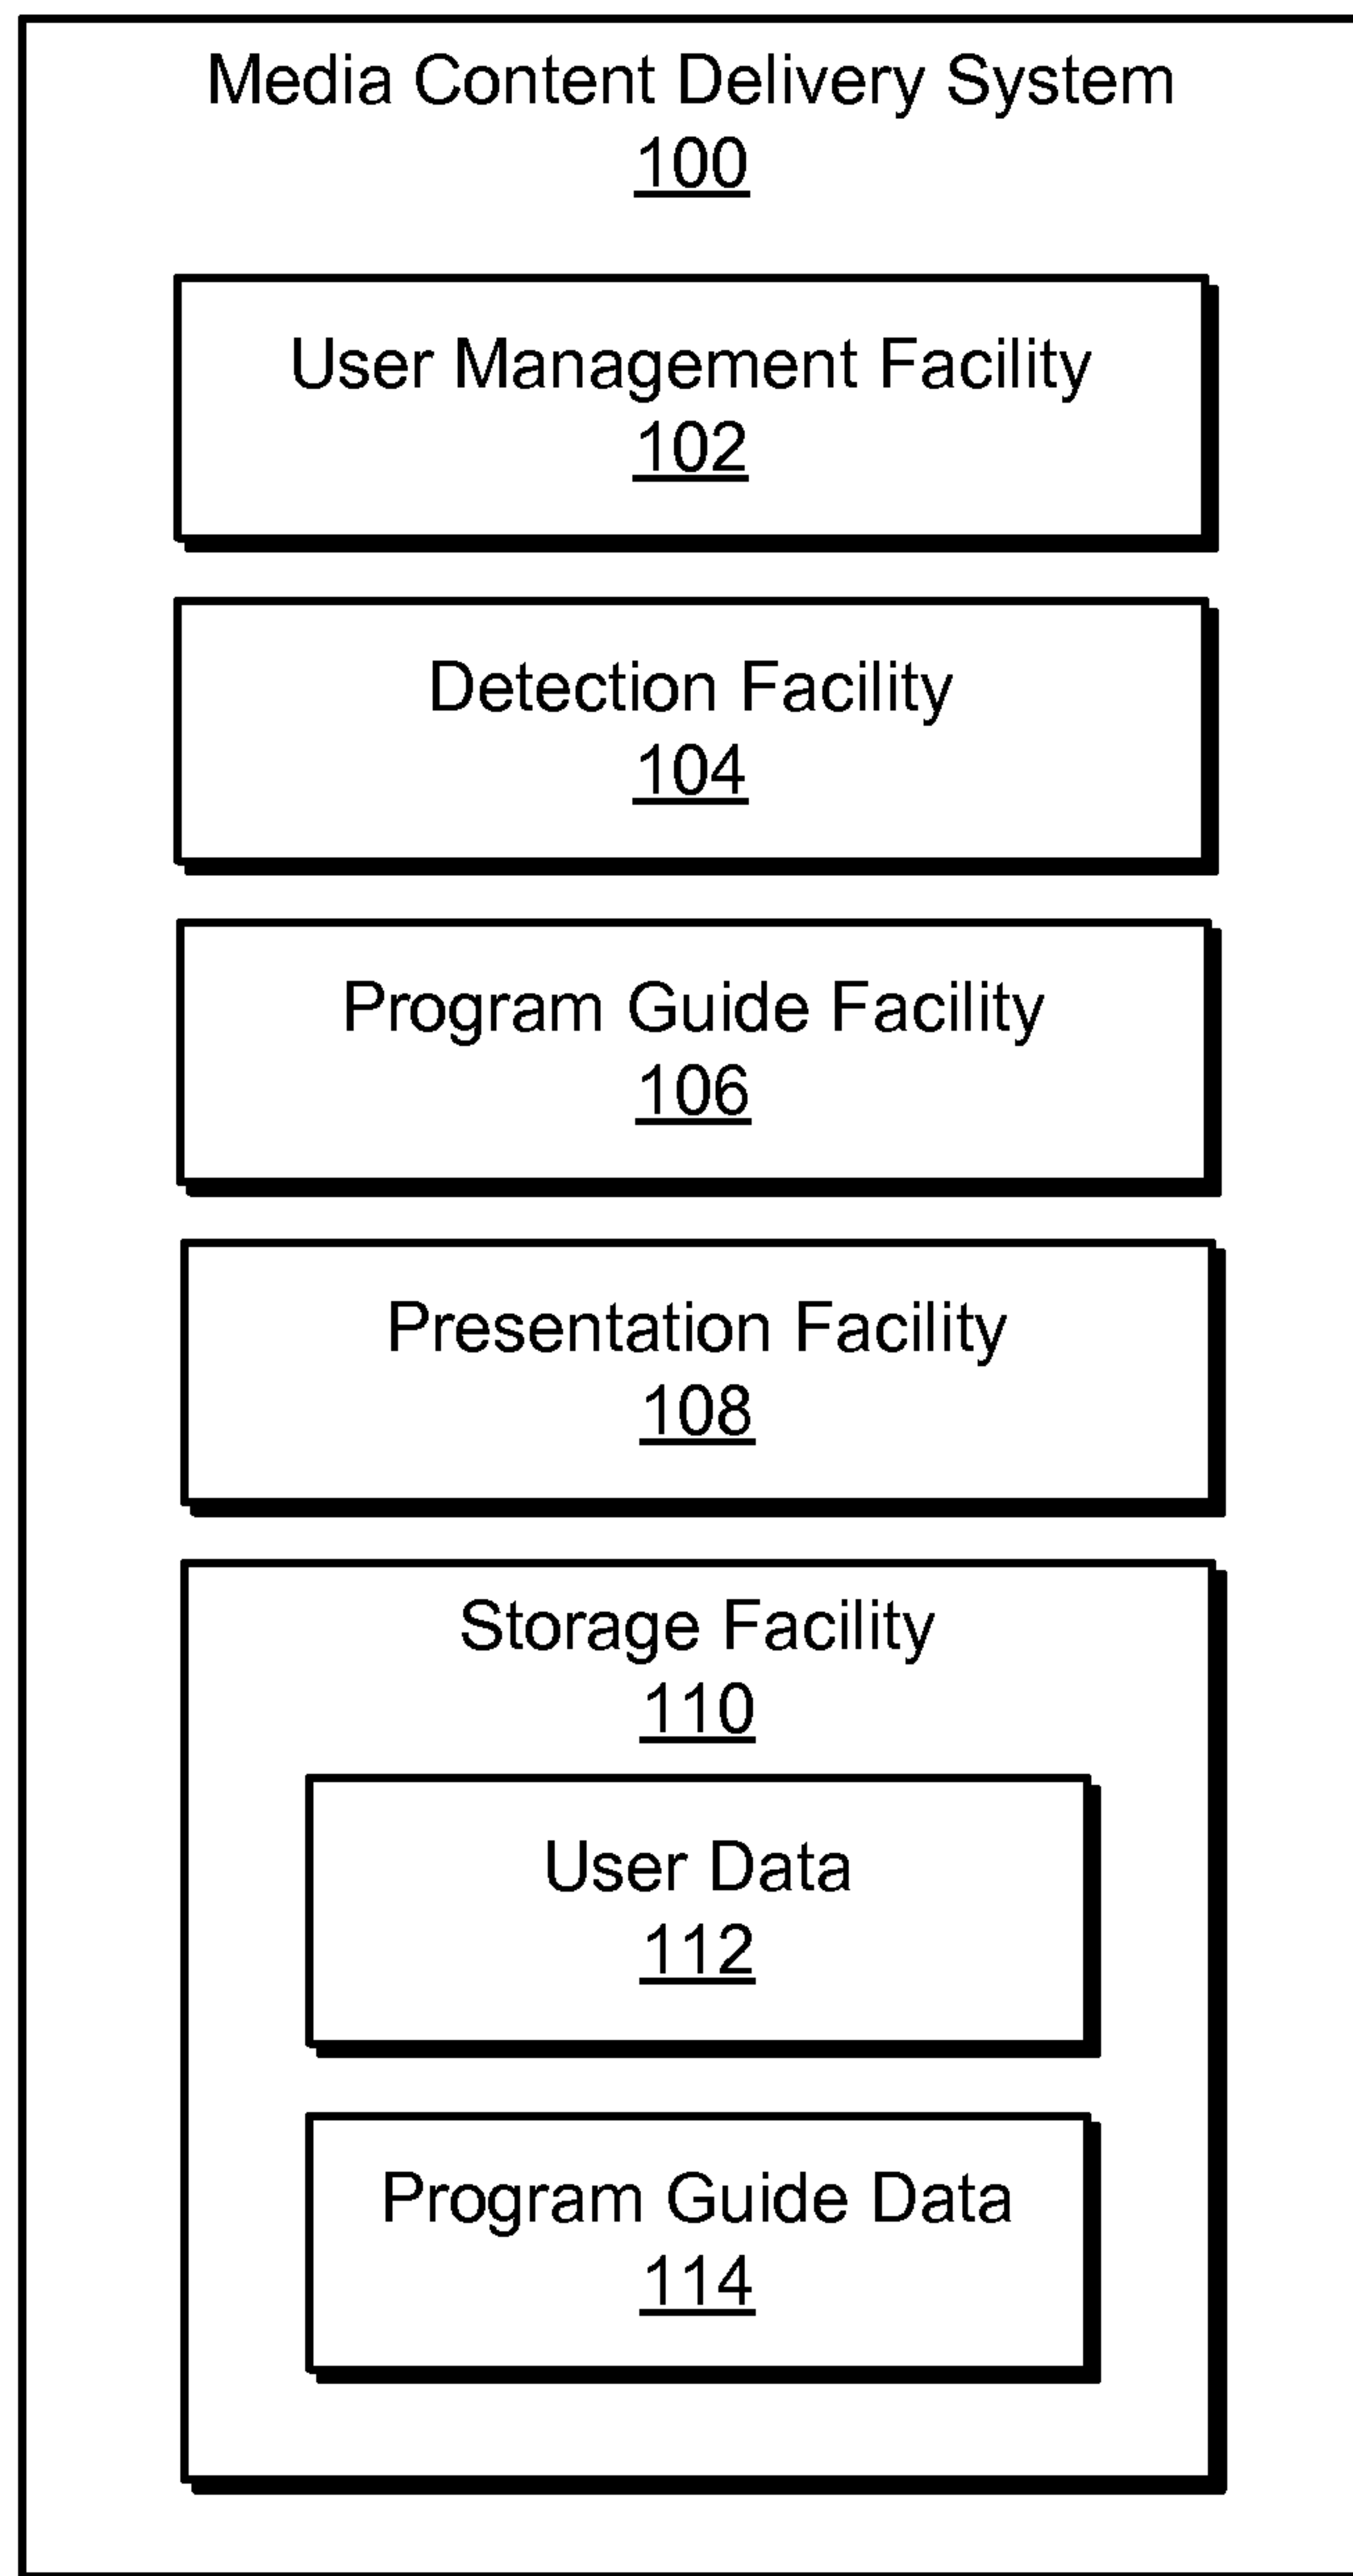 Media Content Delivery System
100
User Management Facility
102
Detection Facility
104
Program Guide Facility
106
Presentation Facility
108
Storage Facility
110
User Data
112
Program Guide Data
114